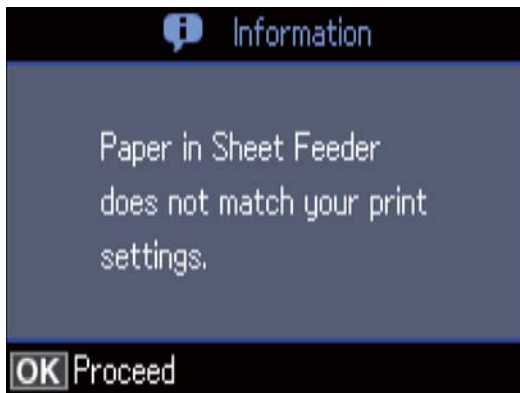 Information
Paper in Sheet Feeder
does not match your print
settings.
OK Proceed